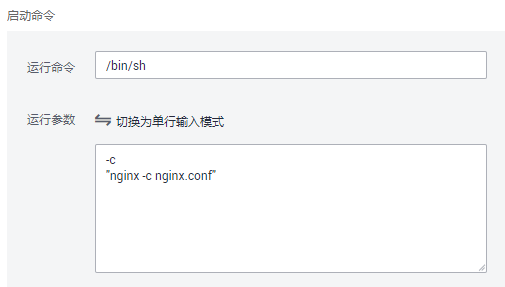 启动命令
运行命令
/bin/sh
运行参数
切换为单行输入模式
-c
"nginx -c nginx.conf"